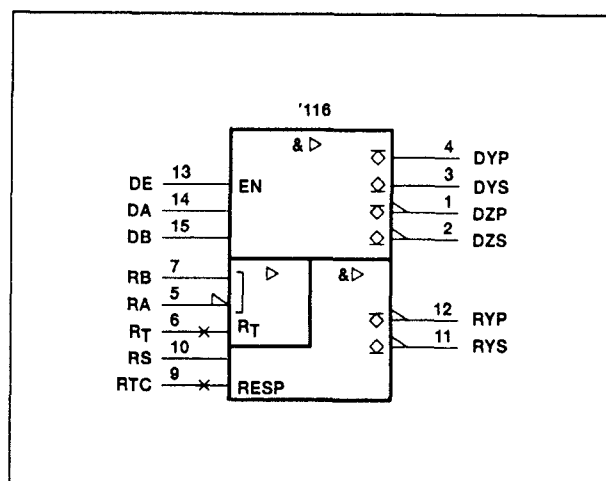 '116
& ▷
DE 13 EN 4 DYP
DA 14 3 DYS
DB 15 1 DZP
2 DZS
RB 7 ▷ &▷
RA 5
RT 6 RT 12 RYP
RS 10 11 RYS
RTC 9 RESP